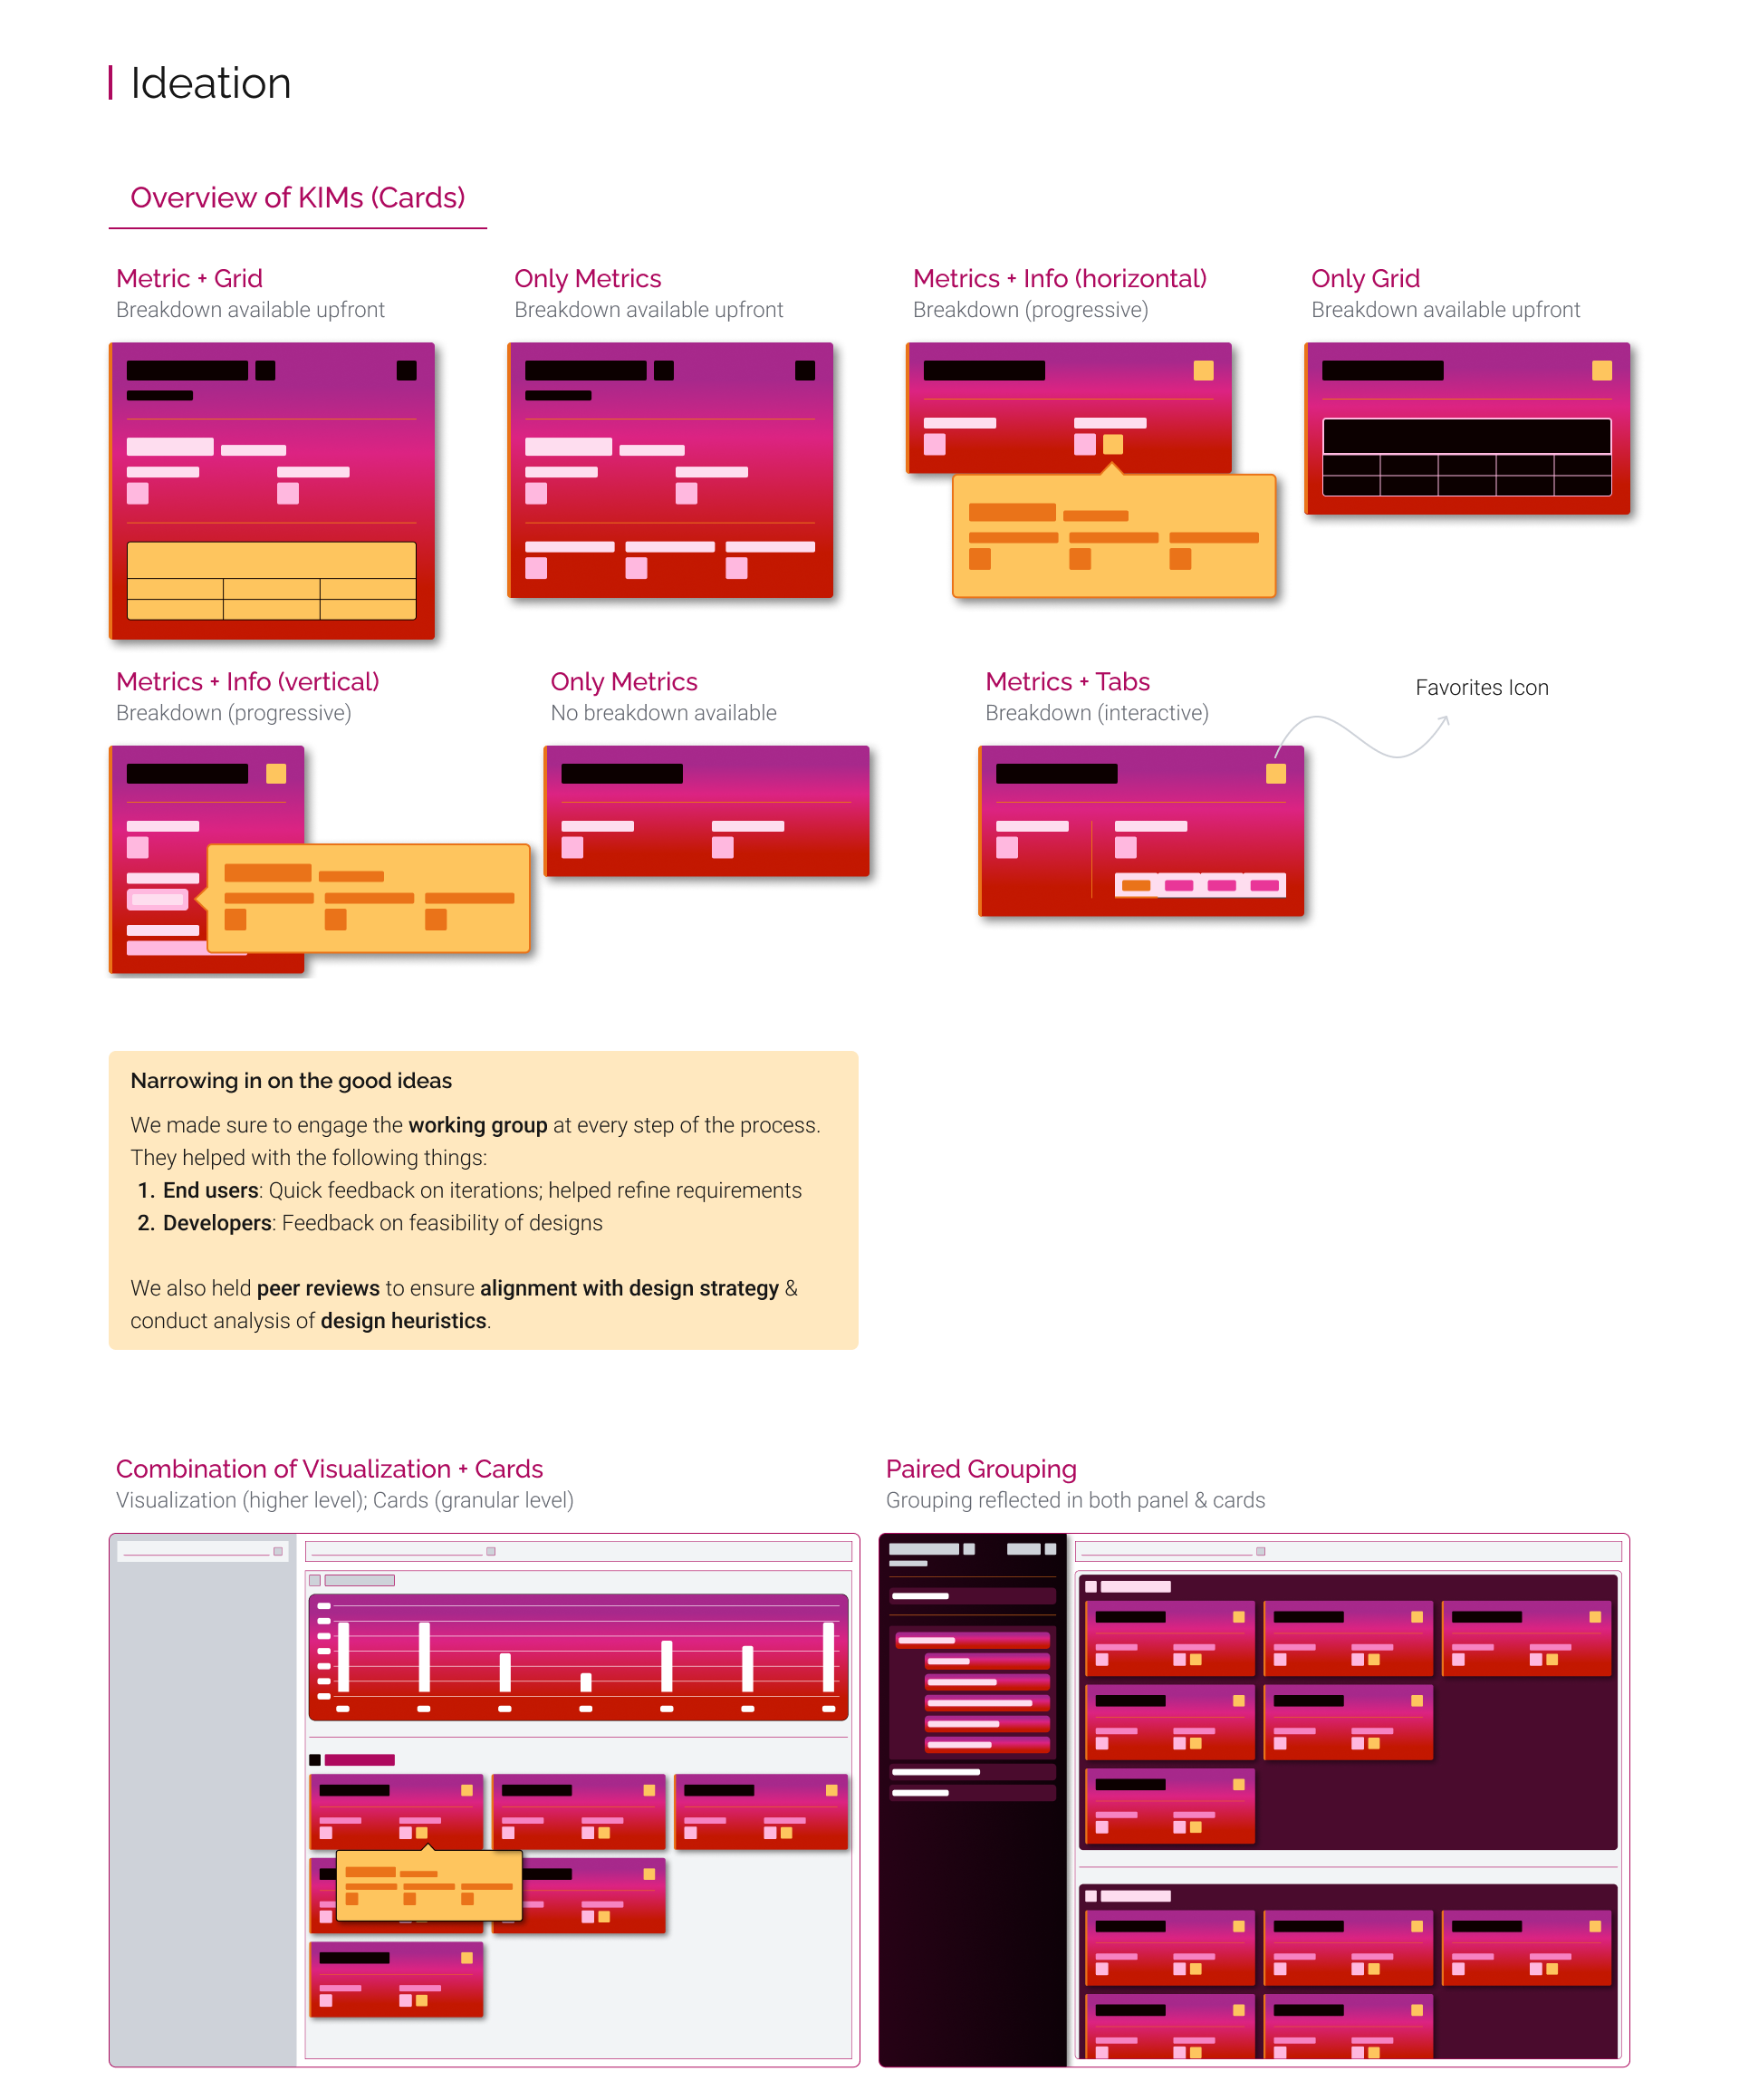 Ideation
Overview of KIMs (Cards)
Metric + Grid
Breakdown available upfront
Only Metrics
Breakdown available upfront
Metrics + Info (horizontal)
Breakdown (progressive)
Only Grid
Breakdown available upfront
Metrics + Info (vertical)
Breakdown (progressive)
Only Metrics
No breakdown available
Metrics + Tabs
Breakdown (interactive)
Favorites Icon
Narrowing in on the good ideas
We made sure to engage the working group at every step of the process.
They helped with the following things:
1. End users: Quick feedback on iterations; helped refine requirements
2. Developers: Feedback on feasibility of designs
We also held peer reviews to ensure alignment with design strategy &
conduct analysis of design heuristics.
Combination of Visualization + Cards
Visualization (higher level); Cards (granular level)
Paired Grouping
Grouping reflected in both panel & cards